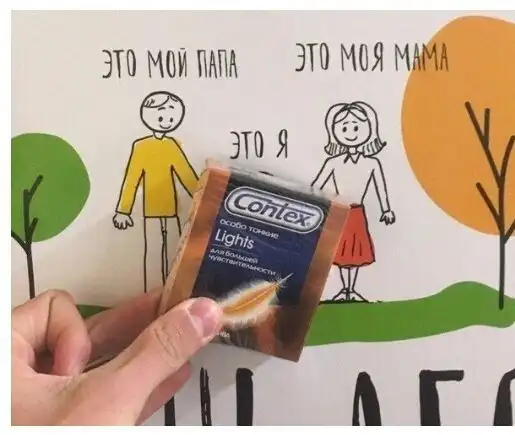 ЭТО МОЙ ПАПА
ЭТО МОЯ МАМА
ЭТО Я
Contex
ОСОБО ТОНКИЕ
Lights
ДЛЯ БОЛЬШЕЙ
ЧУВСТВИТЕЛЬНОСТИ